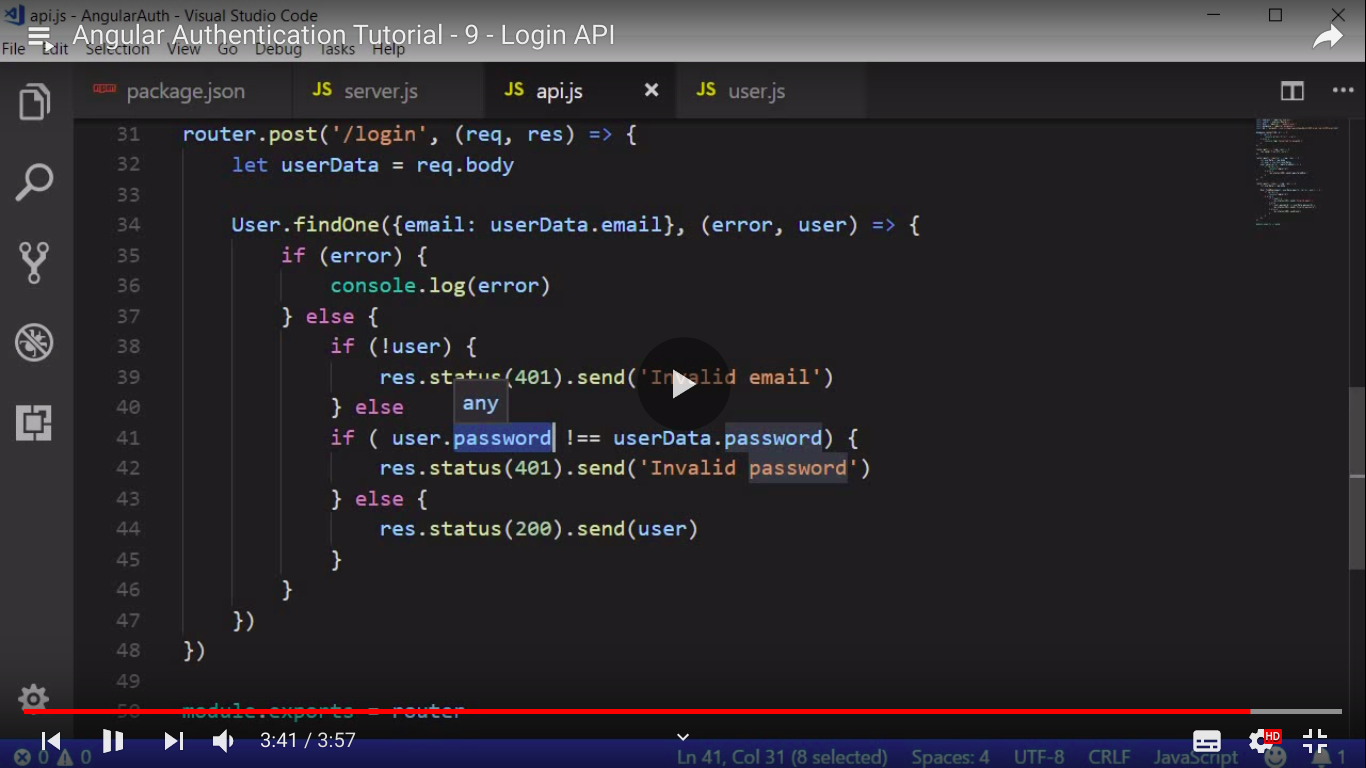 api.js - AngularAuth - Visual Studio Code
Angular Authentication Tutorial - 9 - Login API
File Edit Selection View Go Debug Tasks Help
npm package.json JS server.js JS api.js JS user.js
31 router.post('/login', (req, res) => {
32 let userData = req.body
33
34 User.findOne({email: userData.email}, (error, user) => {
35 if (error) {
36 console.log(error)
37 } else {
38 if (!user) {
39 res.status(401).send('Invalid email')
40 } else
any
41 if ( user.password !== userData.password) {
42 res.status(401).send('Invalid password')
43 } else {
44 res.status(200).send(user)
45 }
46 }
47 })
48 })
49
50 module.exports = router
3:41 / 3:57
HD
0 0 Ln 41, Col 31 (8 selected) Spaces: 4 UTF-8 CRLF JavaScript 1